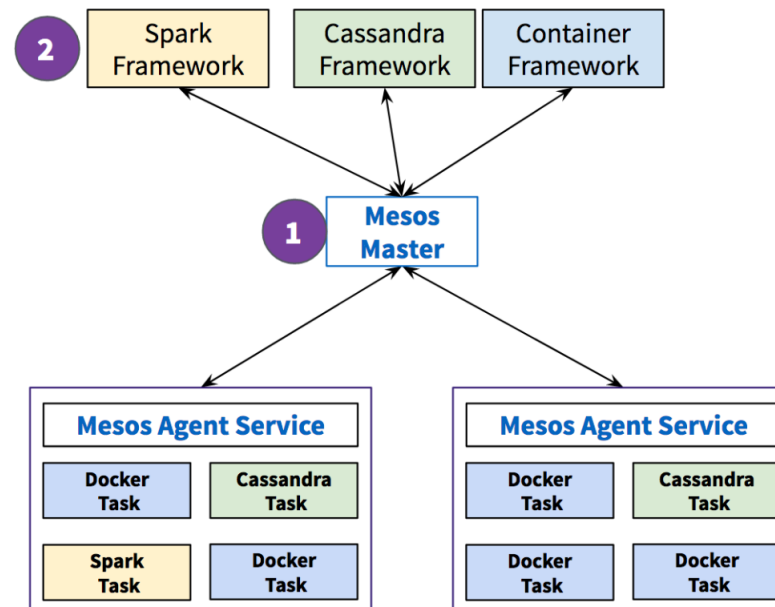 2
Spark
Framework
Cassandra
Framework
Container
Framework
1
Mesos
Master
Mesos Agent Service
Docker
Task
Cassandra
Task
Spark
Task
Docker
Task
Mesos Agent Service
Docker
Task
Cassandra
Task
Docker
Task
Docker
Task